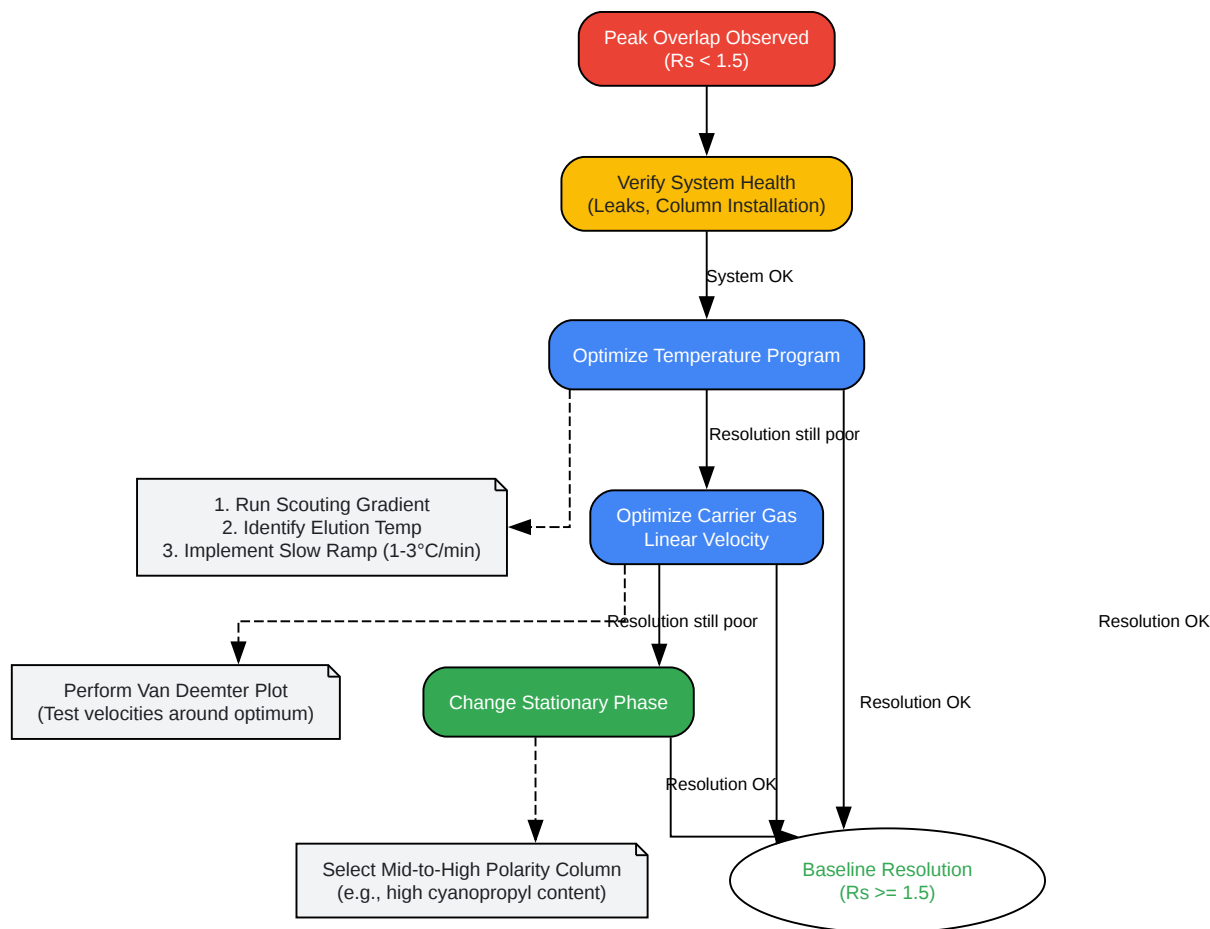 Peak Overlap Observed
(Rs < 1.5)
Verify System Health
(Leaks, Column Installation)
System OK
Optimize Temperature Program
Resolution still poor
1. Run Scouting Gradient
2. Identify Elution Temp
3. Implement Slow Ramp (1-3°C/min)
Optimize Carrier Gas
Linear Velocity
Resolution still poor
Resolution OK
Perform Van Deemter Plot
(Test velocities around optimum)
Change Stationary Phase
Resolution OK
Resolution OK
Select Mid-to-High Polarity Column
(e.g., high cyanopropyl content)
Baseline Resolution
(Rs >= 1.5)